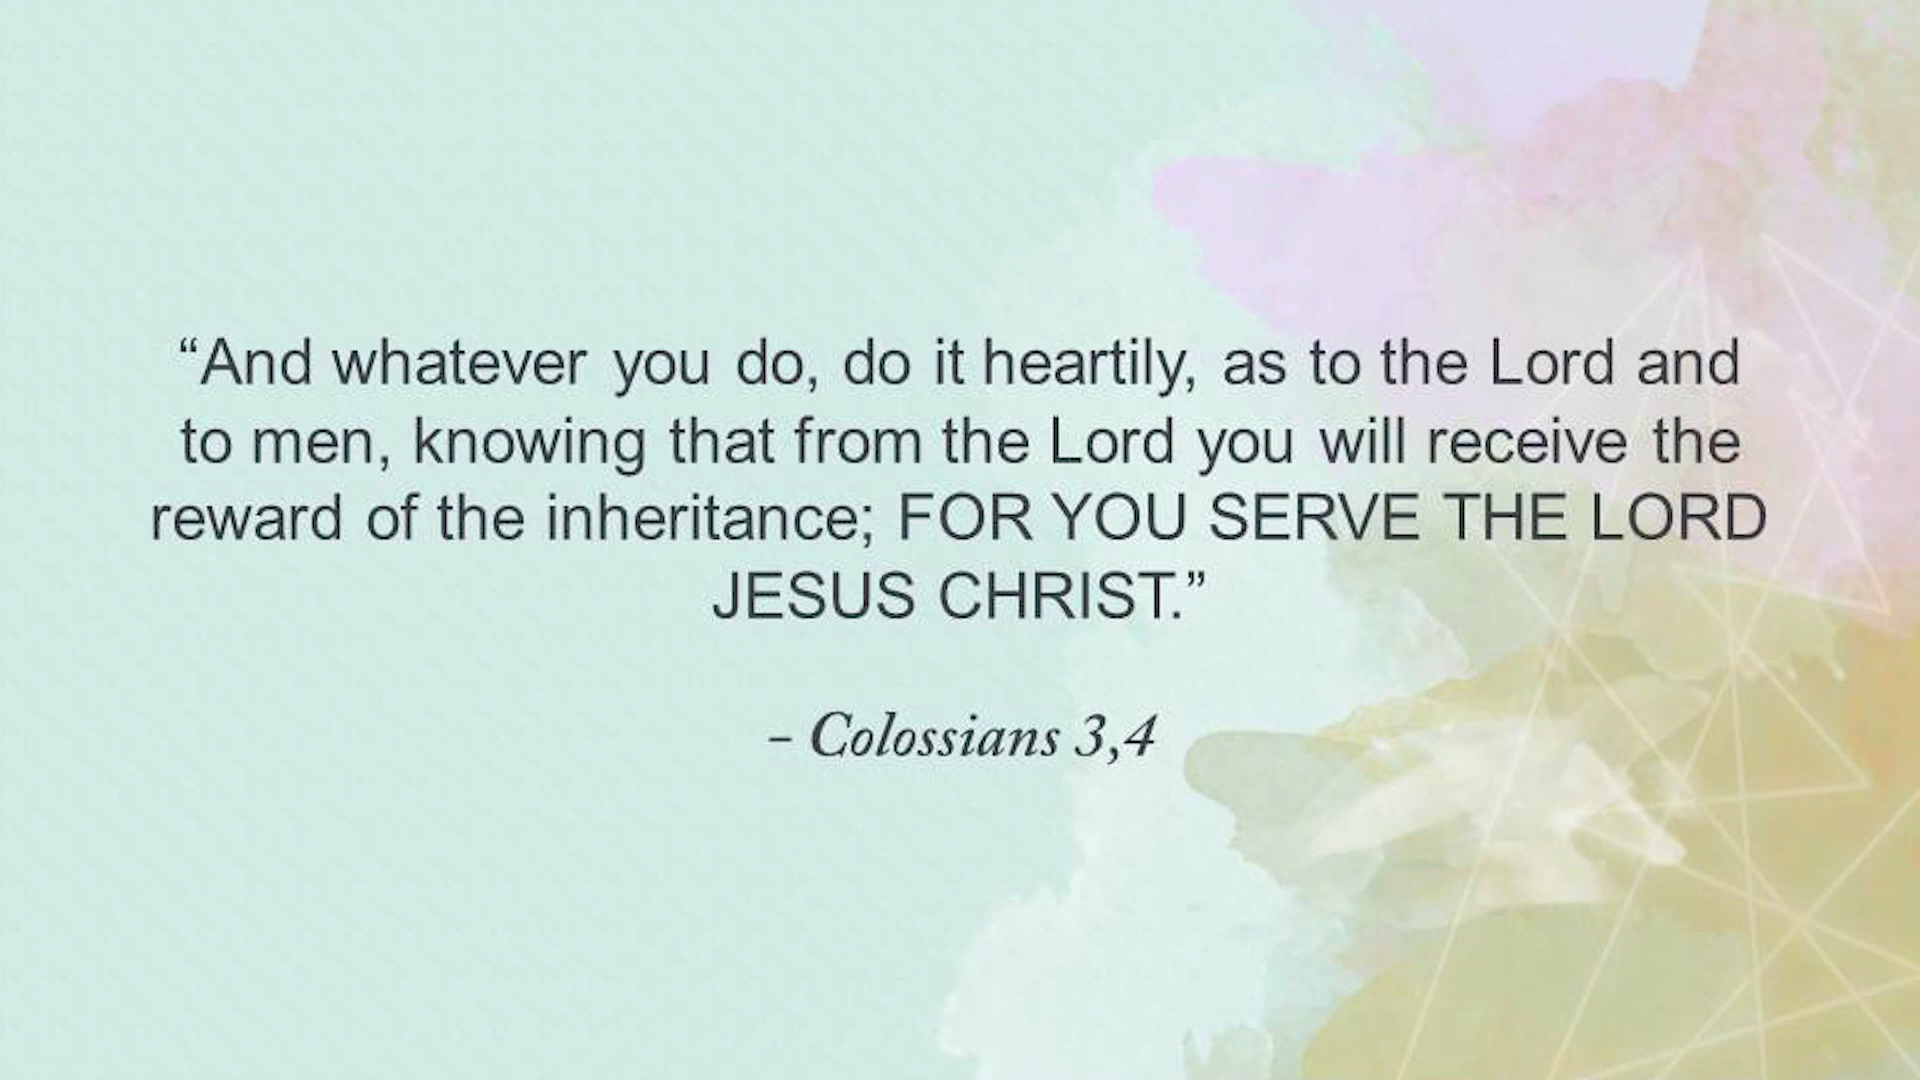 “And whatever you do, do it heartily, as to the Lord and
to men, knowing that from the Lord you will receive the
reward of the inheritance; FOR YOU SERVE THE LORD
JESUS CHRIST.”
– Colossians 3,4